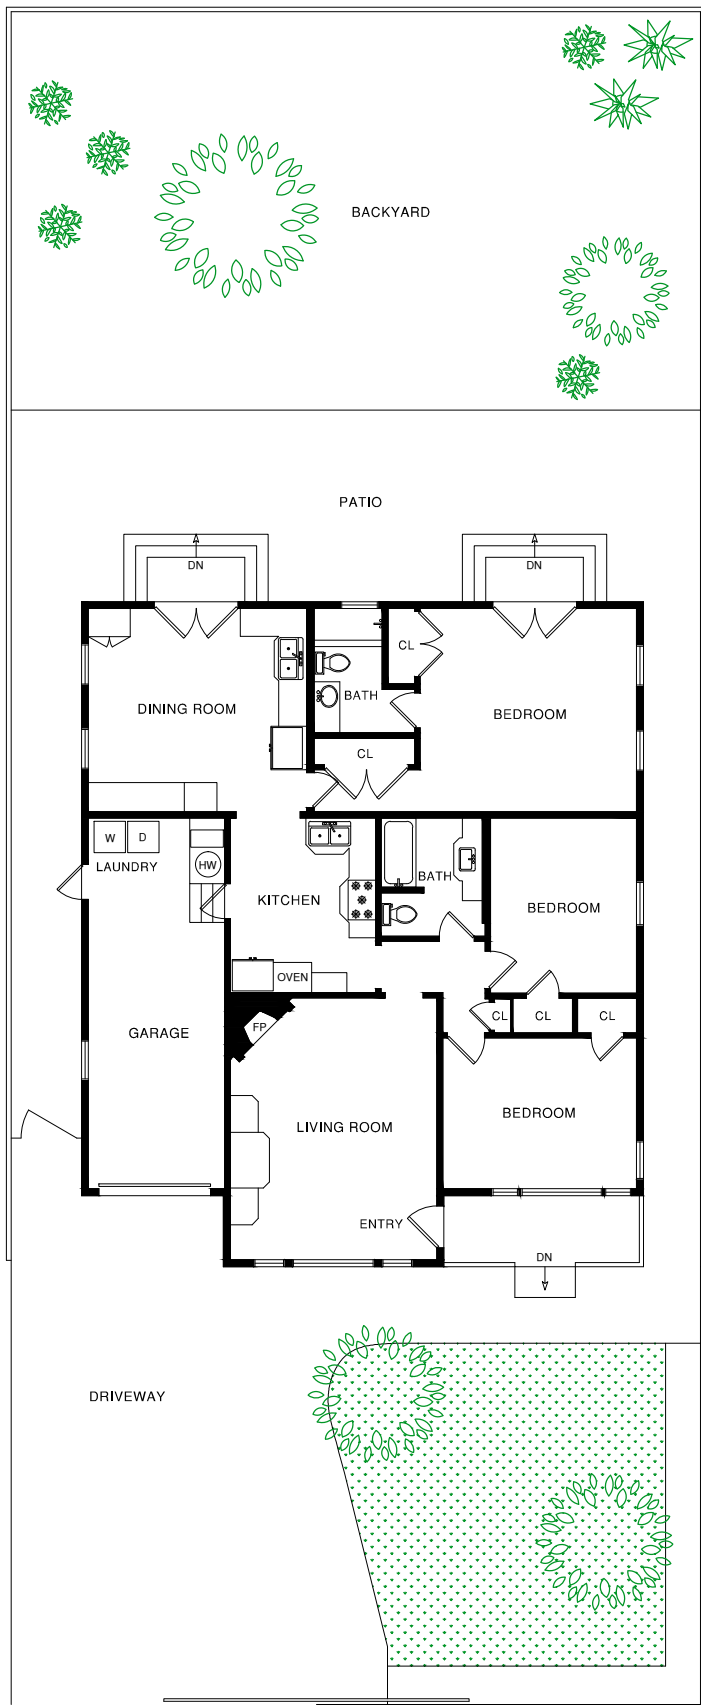 BACKYARD
PATIO
DN
DN
CL
BATH
DINING ROOM
BEDROOM
CL
W
D
LAUNDRY
HW
BATH
KITCHEN
BEDROOM
OVEN
CL
CL
CL
FP
GARAGE
BEDROOM
LIVING ROOM
ENTRY
DN
DRIVEWAY